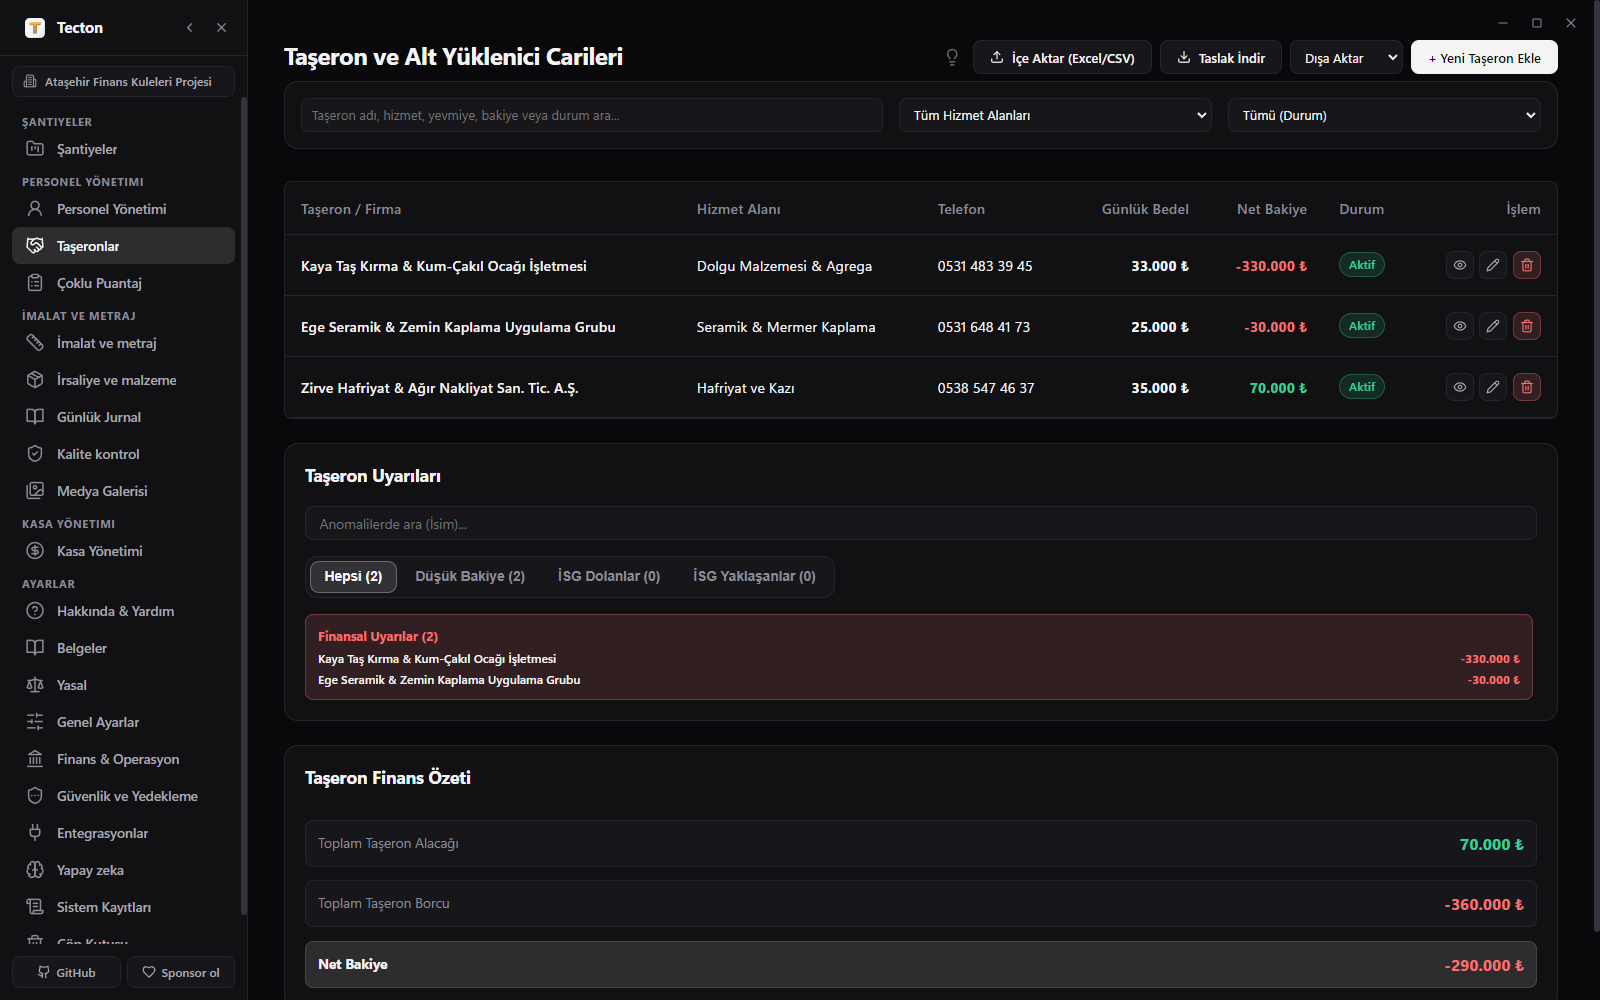 Tecton
Ataşehir Finans Kuleleri Projesi
ŞANTIYELER
Şantiyeler
PERSONEL YÖNETIMI
Personel Yönetimi
Taşeronlar
Çoklu Puantaj
İMALAT VE METRAJ
İmalat ve metraj
İrsaliye ve malzeme
Günlük Jurnal
Kalite kontrol
Medya Galerisi
KASA YÖNETIMI
Kasa Yönetimi
AYARLAR
Hakkında & Yardım
Belgeler
Yasal
Genel Ayarlar
Finans & Operasyon
Güvenlik ve Yedekleme
Entegrasyonlar
Yapay zeka
Sistem Kayıtları
Çöp Kutusu
GitHub
Sponsor ol
Taşeron ve Alt Yüklenici Carileri
İçe Aktar (Excel/CSV)
Taslak İndir
Dışa Aktar
+ Yeni Taşeron Ekle
Taşeron adı, hizmet, yevmiye, bakiye veya durum ara...
Tüm Hizmet Alanları
Tümü (Durum)
Taşeron / Firma Hizmet Alanı Telefon Günlük Bedel Net Bakiye Durum İşlem
Kaya Taş Kırma & Kum-Çakıl Ocağı İşletmesi Dolgu Malzemesi & Agrega 0531 483 39 45 33.000 ₺ -330.000 ₺ Aktif
Ege Seramik & Zemin Kaplama Uygulama Grubu Seramik & Mermer Kaplama 0531 648 41 73 25.000 ₺ -30.000 ₺ Aktif
Zirve Hafriyat & Ağır Nakliyat San. Tic. A.Ş. Hafriyat ve Kazı 0538 547 46 37 35.000 ₺ 70.000 ₺ Aktif
Taşeron Uyarıları
Anomalilerde ara (İsim)...
Hepsi (2) Düşük Bakiye (2) İSG Dolanlar (0) İSG Yaklaşanlar (0)
Finansal Uyarılar (2)
Kaya Taş Kırma & Kum-Çakıl Ocağı İşletmesi -330.000 ₺
Ege Seramik & Zemin Kaplama Uygulama Grubu -30.000 ₺
Taşeron Finans Özeti
Toplam Taşeron Alacağı 70.000 ₺
Toplam Taşeron Borcu -360.000 ₺
Net Bakiye -290.000 ₺